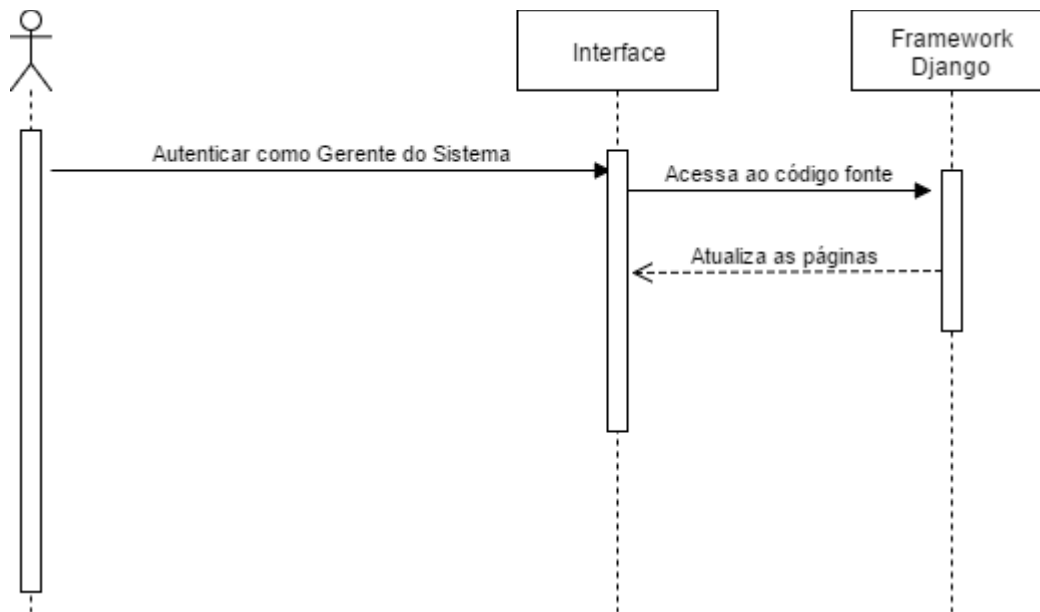 Interface
Framework
Django
Autenticar como Gerente do Sistema
Acessa ao código fonte
Atualiza as páginas